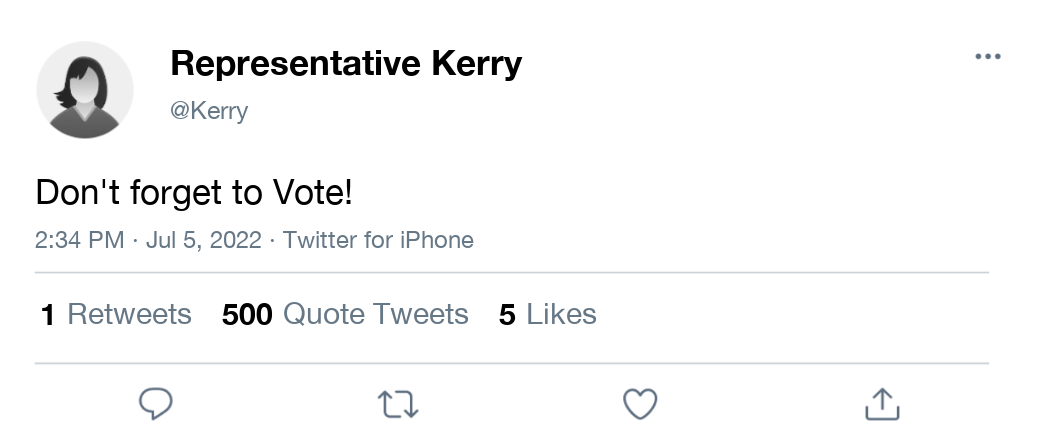 Representative Kerry
@Kerry
Don't forget to Vote!
2:34 PM · Jul 5, 2022 · Twitter for iPhone
1 Retweets 500 Quote Tweets 5 Likes